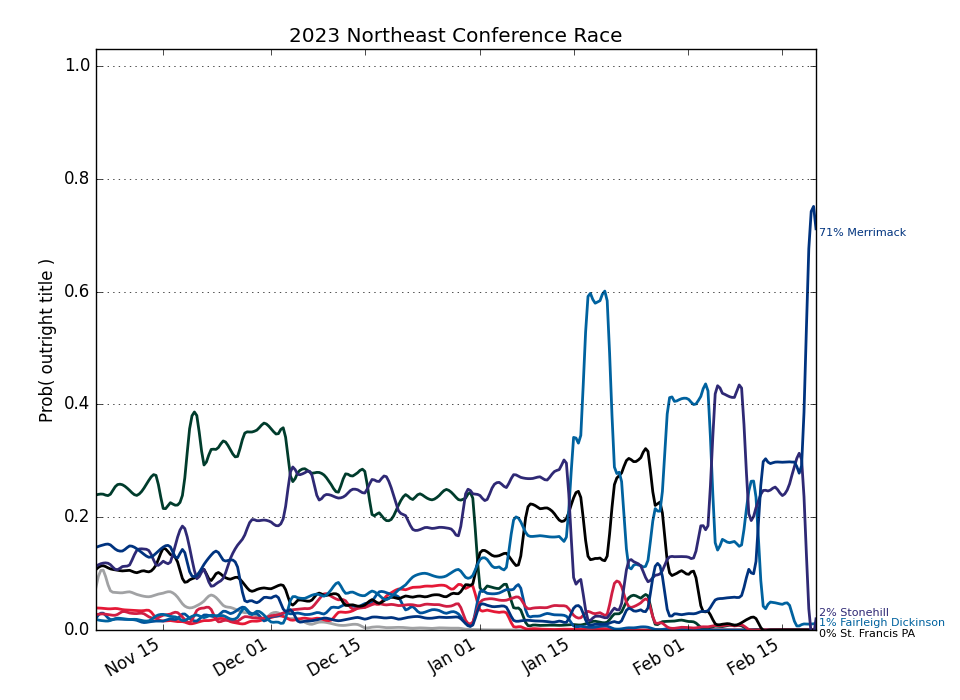 2023 Northeast Conference Race
Prob( outright title )
1.0
0.8
0.6
0.4
0.2
0.0
71% Merrimack
2% Stonehill
1% Fairleigh Dickinson
0% St. Francis PA
Nov 15
Dec 01
Dec 15
Jan 01
Jan 15
Feb 01
Feb 15